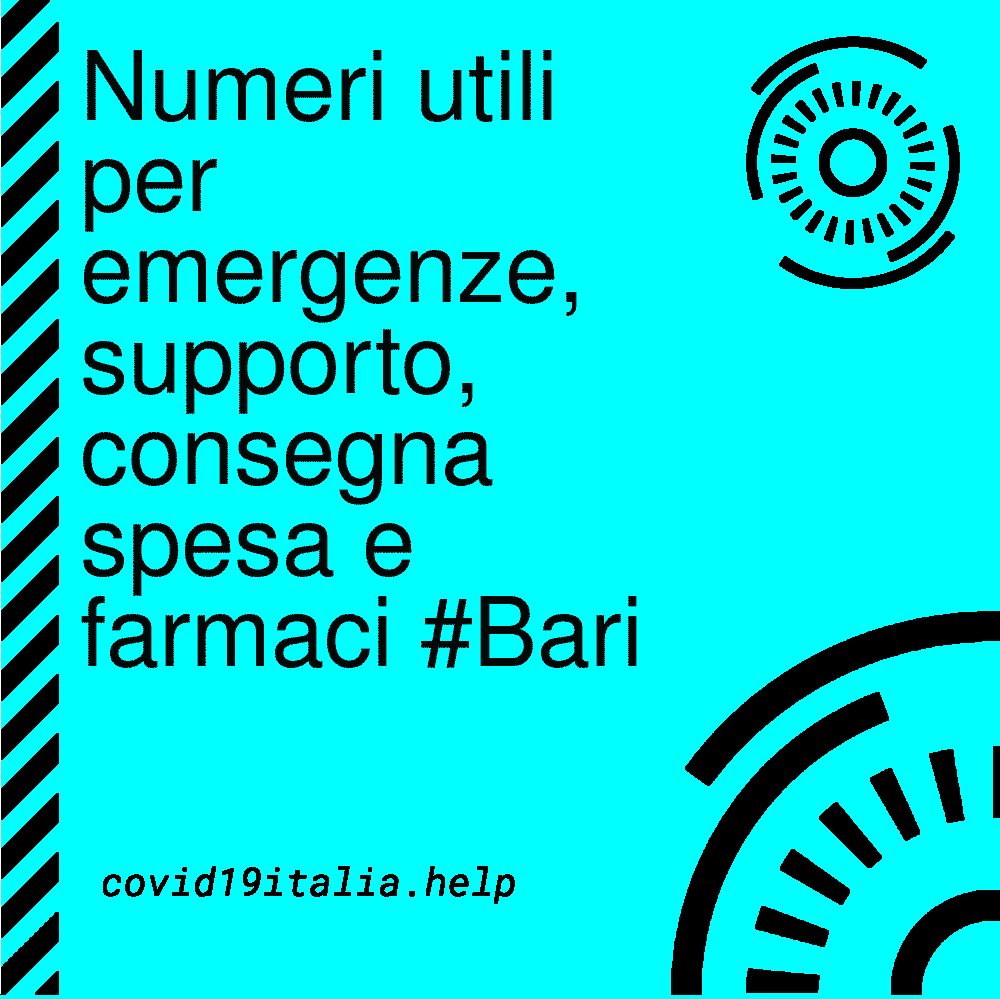 Numeri utili
per
emergenze,
supporto,
consegna
spesa e
farmaci #Bari
covid19italia.help